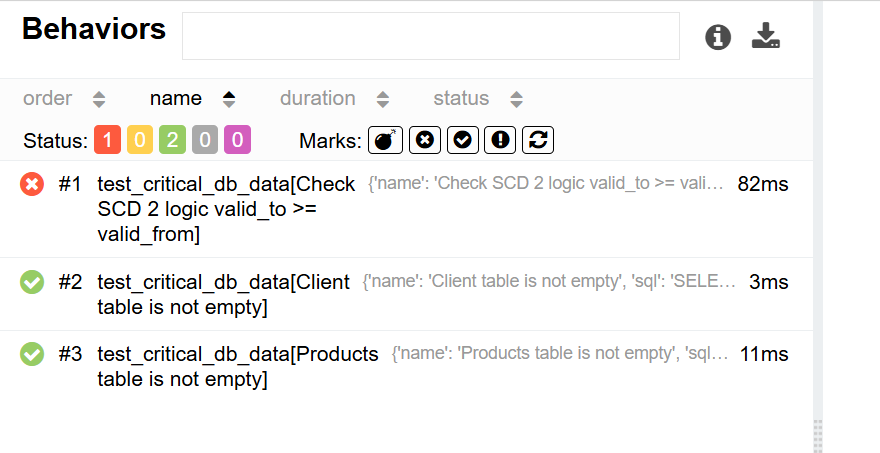 Behaviors
order name duration status
Status: 1 0 2 0 0 Marks:
#1 test_critical_db_data[Check {'name': 'Check SCD 2 logic valid_to >= vali… 82ms
SCD 2 logic valid_to >=
valid_from]
#2 test_critical_db_data[Client {'name': 'Client table is not empty', 'sql': 'SELE… 3ms
table is not empty]
#3 test_critical_db_data[Products {'name': 'Products table is not empty', 'sql… 11ms
table is not empty]